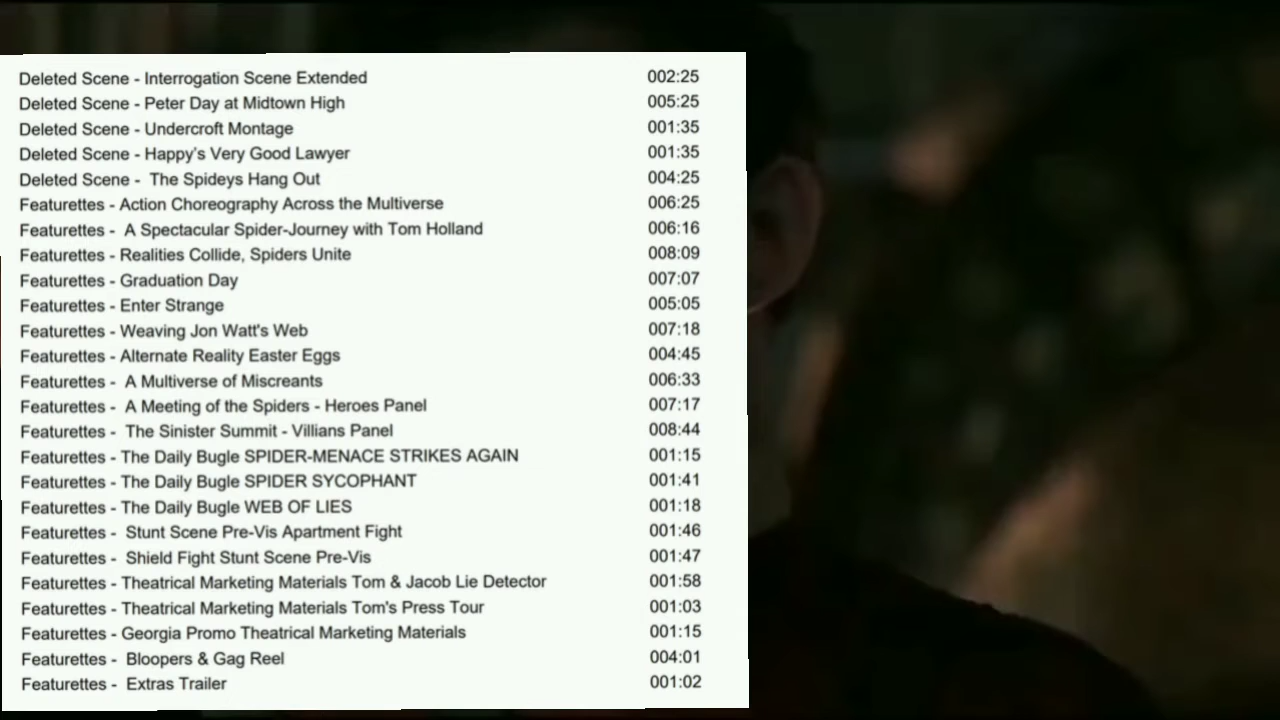 Deleted Scene - Interrogation Scene Extended 002:25
Deleted Scene - Peter Day at Midtown High 005:25
Deleted Scene - Undercroft Montage 001:35
Deleted Scene - Happy's Very Good Lawyer 001:35
Deleted Scene - The Spideys Hang Out 004:25
Featurettes - Action Choreography Across the Multiverse 006:25
Featurettes - A Spectacular Spider-Journey with Tom Holland 006:16
Featurettes - Realities Collide, Spiders Unite 008:09
Featurettes - Graduation Day 007:07
Featurettes - Enter Strange 005:05
Featurettes - Weaving Jon Watt's Web 007:18
Featurettes - Alternate Reality Easter Eggs 004:45
Featurettes - A Multiverse of Miscreants 006:33
Featurettes - A Meeting of the Spiders - Heroes Panel 007:17
Featurettes - The Sinister Summit - Villians Panel 008:44
Featurettes - The Daily Bugle SPIDER-MENACE STRIKES AGAIN 001:15
Featurettes - The Daily Bugle SPIDER SYCOPHANT 001:41
Featurettes - The Daily Bugle WEB OF LIES 001:18
Featurettes - Stunt Scene Pre-Vis Apartment Fight 001:46
Featurettes - Shield Fight Stunt Scene Pre-Vis 001:47
Featurettes - Theatrical Marketing Materials Tom & Jacob Lie Detector 001:58
Featurettes - Theatrical Marketing Materials Tom's Press Tour 001:03
Featurettes - Georgia Promo Theatrical Marketing Materials 001:15
Featurettes - Bloopers & Gag Reel 004:01
Featurettes - Extras Trailer 001:02